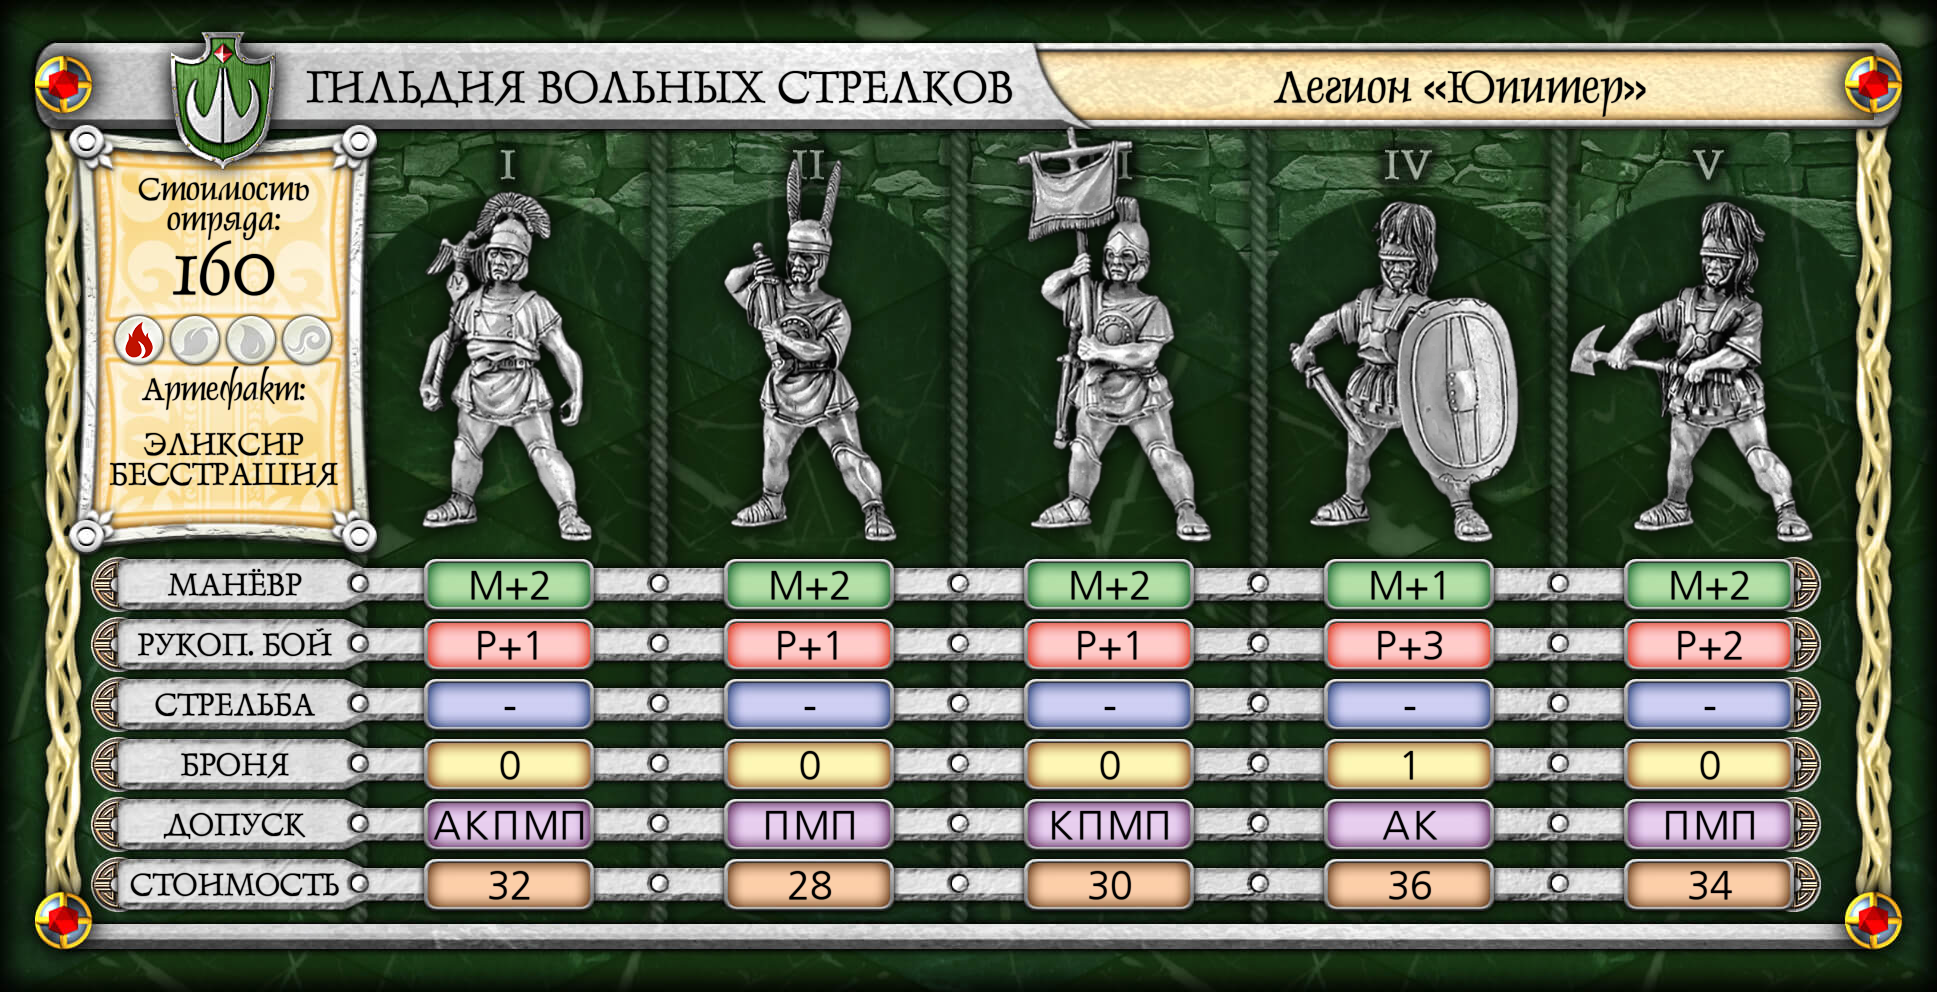 ГИЛЬДИЯ ВОЛЬНЫХ СТРЕЛКОВ
Легион «Юпитер»
Стоимость
отряда:
160
Артефакт:
ЭЛИКСИР
БЕССТРАШИЯ
I II I IV V
МАНЁВР М+2 М+2 М+2 М+1 М+2
РУКОП. БОЙ Р+1 Р+1 Р+1 Р+3 Р+2
СТРЕЛЬБА - - - - -
БРОНЯ 0 0 0 1 0
ДОПУСК АКПМП ПМП КПМП АК ПМП
СТОИМОСТЬ 32 28 30 36 34